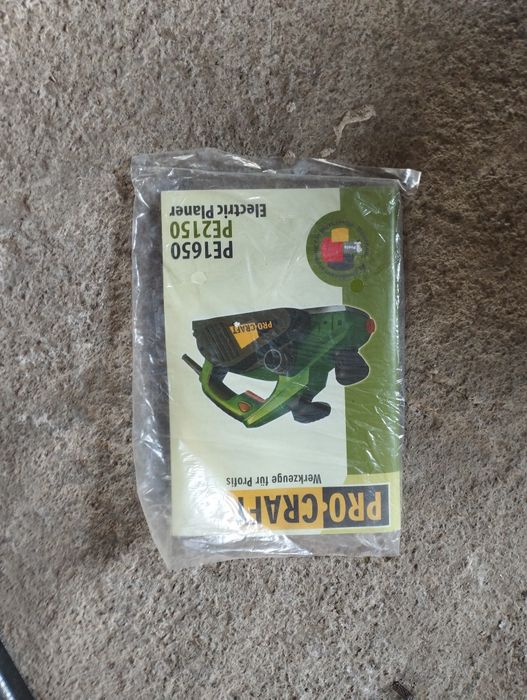 PRO-CRAFT
Werkzeuge für Profis
PRO-CRAFT
PE1650
PE2150
Electric Planer